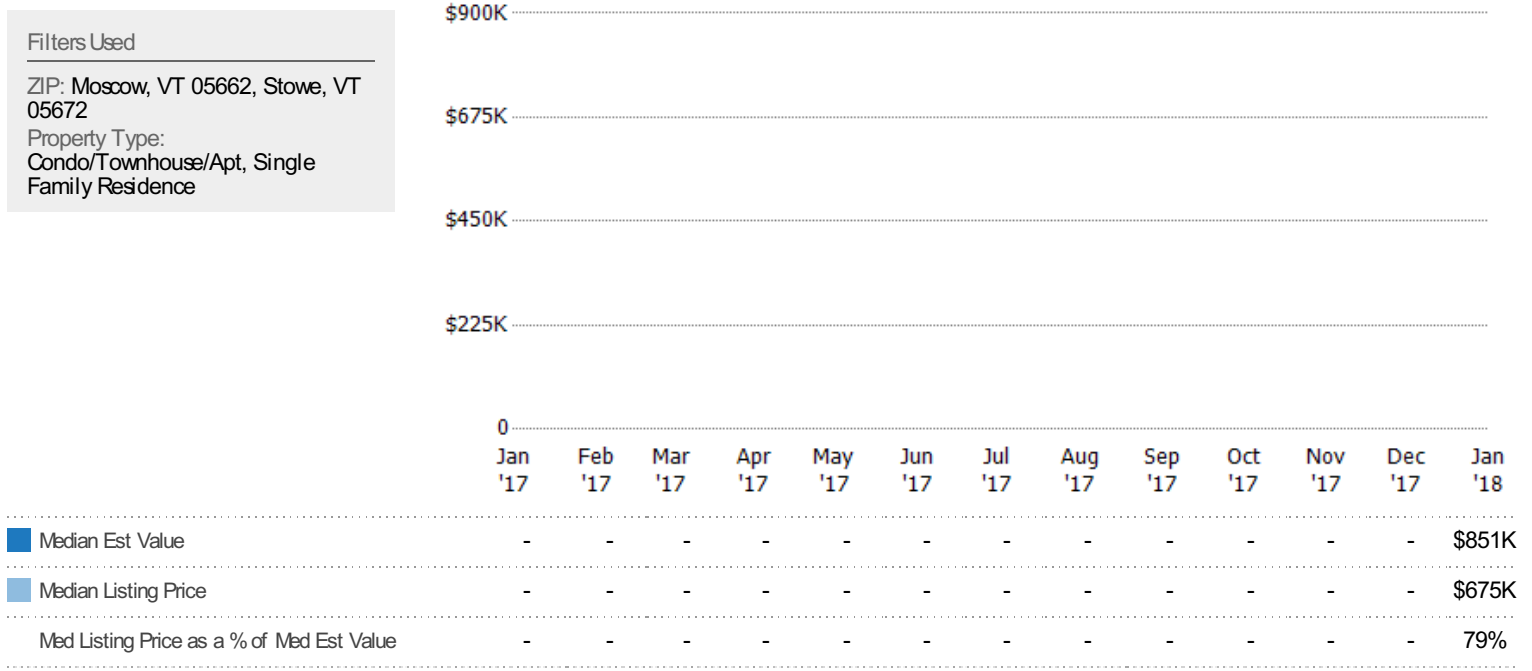 Filters Used
ZIP: Moscow, VT 05662, Stowe, VT
05672
Property Type:
Condo/Townhouse/Apt, Single
Family Residence
$900K
$675K
$450K
$225K
0
Jan Feb Mar Apr May Jun Jul Aug Sep Oct Nov Dec Jan
'17 '17 '17 '17 '17 '17 '17 '17 '17 '17 '17 '17 '18
Median Est Value - - - - - - - - - - - - $851K
Median Listing Price - - - - - - - - - - - - $675K
Med Listing Price as a % of Med Est Value - - - - - - - - - - - - 79%